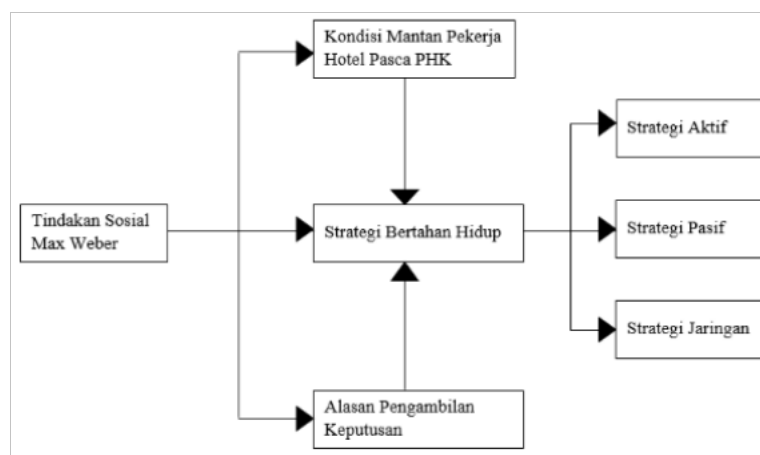 Kondisi Mantan Pekerja
Hotel Pasca PHK
Strategi Aktif
Tindakan Sosial
Max Weber
Strategi Bertahan Hidup
Strategi Pasif
Strategi Jaringan
Alasan Pengambilan
Keputusan